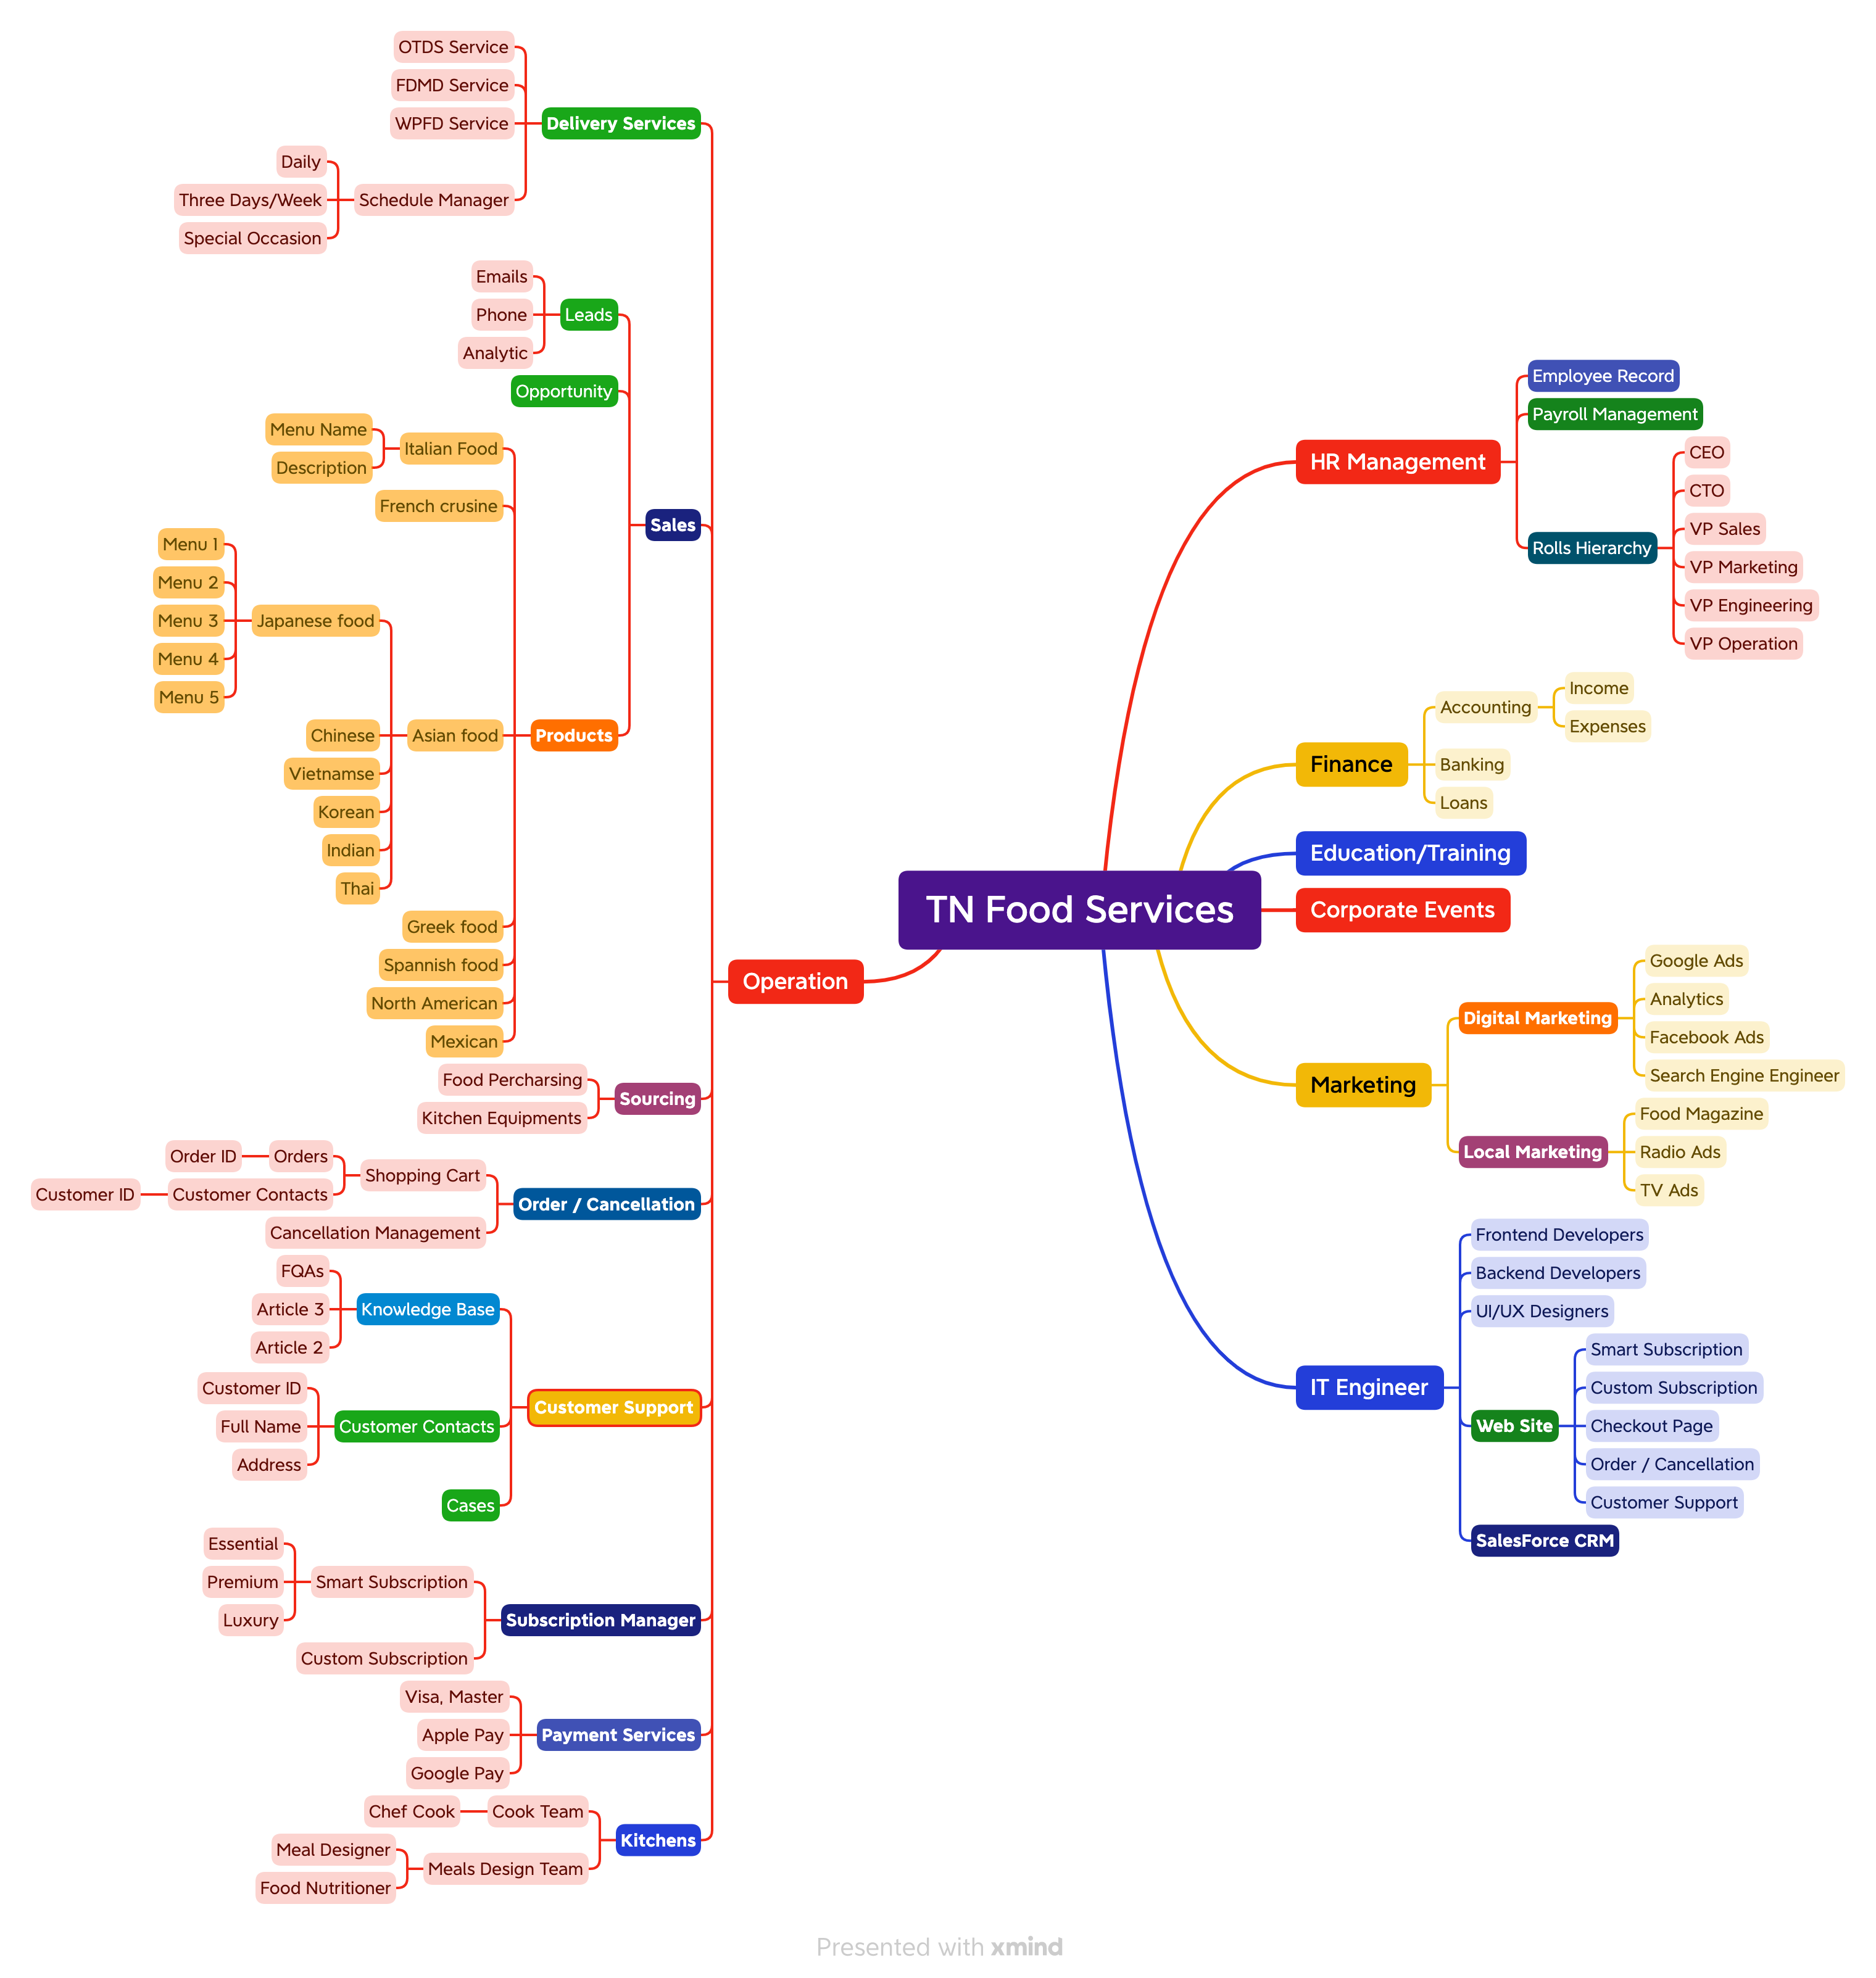 OTDS Service
FDMD Service
WPFD Service
Delivery Services
Daily
Three Days/Week
Schedule Manager
Special Occasion
Emails
Phone
Leads
Analytic
Opportunity
Menu Name
Italian Food
Description
French crusine
Sales
Menu 1
Menu 2
Menu 3
Japanese food
Menu 4
Menu 5
Chinese
Asian food
Products
Vietnamse
Korean
Indian
Thai
Greek food
Spannish food
North American
Mexican
Operation
Food Percharsing
Sourcing
Kitchen Equipments
Order ID
Orders
Shopping Cart
Customer ID
Customer Contacts
Order / Cancellation
Cancellation Management
FQAs
Article 3
Knowledge Base
Article 2
Customer ID
Full Name
Customer Contacts
Address
Customer Support
Cases
Essential
Premium
Smart Subscription
Luxury
Subscription Manager
Custom Subscription
Visa, Master
Apple Pay
Payment Services
Google Pay
Chef Cook
Cook Team
Kitchens
Meal Designer
Meals Design Team
Food Nutritioner
TN Food Services
HR Management
Employee Record
Payroll Management
Rolls Hierarchy
CEO
CTO
VP Sales
VP Marketing
VP Engineering
VP Operation
Finance
Accounting
Income
Expenses
Banking
Loans
Education/Training
Corporate Events
Marketing
Digital Marketing
Google Ads
Analytics
Facebook Ads
Search Engine Engineer
Local Marketing
Food Magazine
Radio Ads
TV Ads
IT Engineer
Frontend Developers
Backend Developers
UI/UX Designers
Web Site
Smart Subscription
Custom Subscription
Checkout Page
Order / Cancellation
Customer Support
SalesForce CRM
Presented with xmind